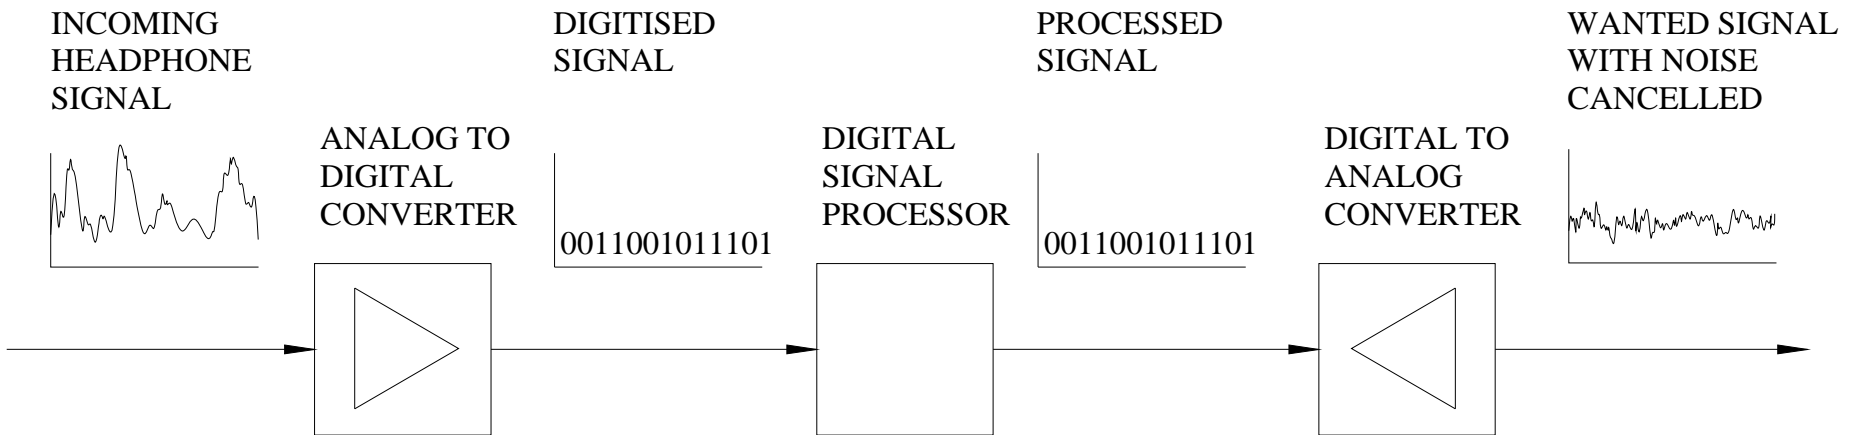 INCOMING
HEADPHONE
SIGNAL
ANALOG TO
DIGITAL
CONVERTER
DIGITISED
SIGNAL
0011001011101
DIGITAL
SIGNAL
PROCESSOR
PROCESSED
SIGNAL
0011001011101
DIGITAL TO
ANALOG
CONVERTER
WANTED SIGNAL
WITH NOISE
CANCELLED